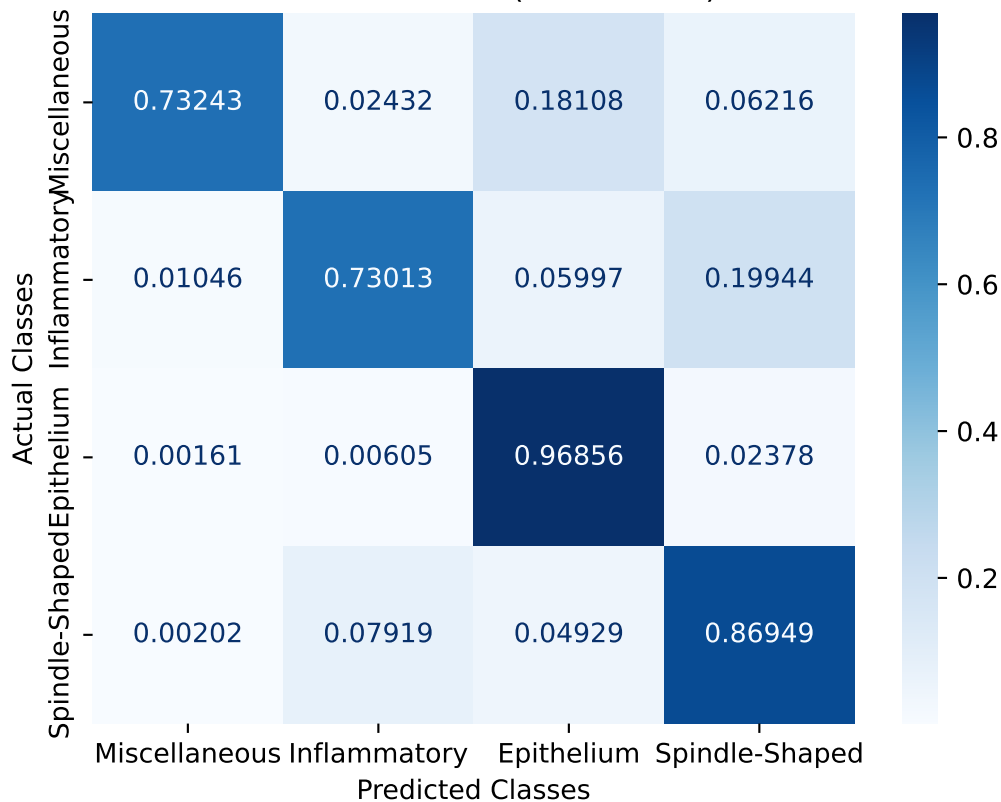 Miscellaneous
0.73243 0.02432 0.18108 0.06216
Inflammatory
0.01046 0.73013 0.05997 0.19944
Epithelium
0.00161 0.00605 0.96856 0.02378
Spindle-Shaped
0.00202 0.07919 0.04929 0.86949
Actual Classes
Miscellaneous Inflammatory Epithelium Spindle-Shaped
Predicted Classes
0.8
0.6
0.4
0.2